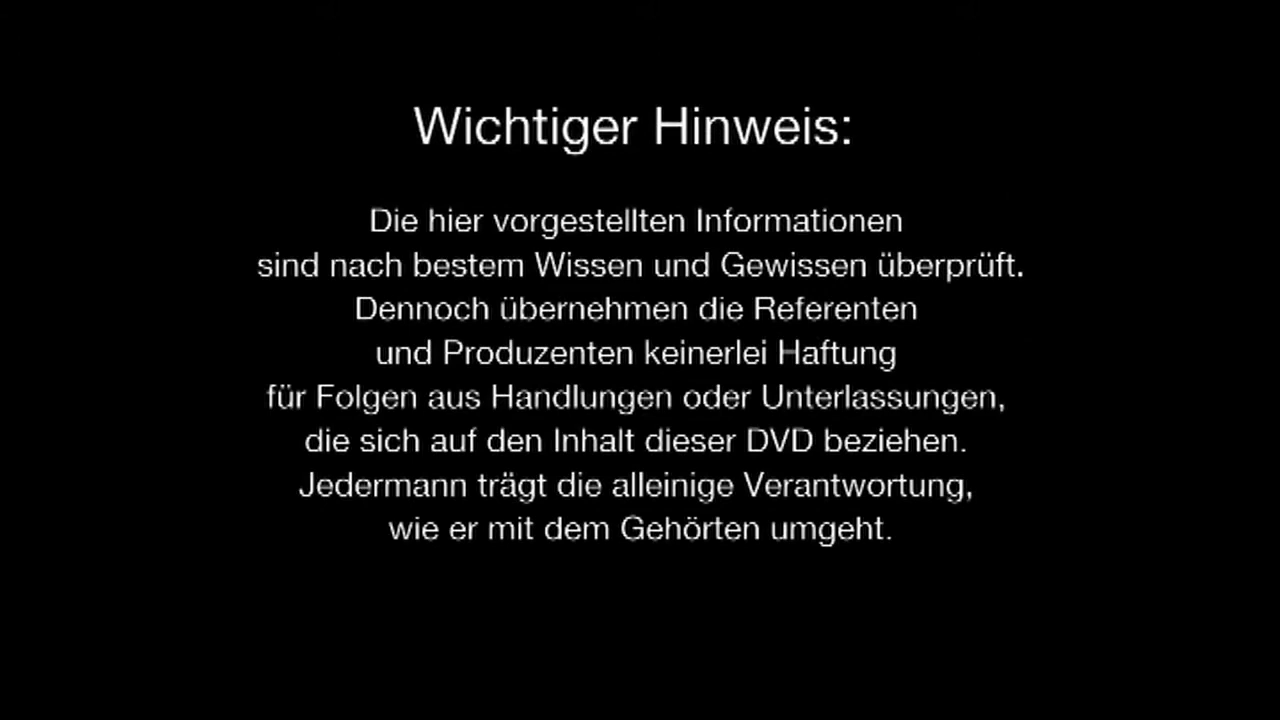 Wichtiger Hinweis:
Die hier vorgestellten Informationen
sind nach bestem Wissen und Gewissen überprüft.
Dennoch übernehmen die Referenten
und Produzenten keinerlei Haftung
für Folgen aus Handlungen oder Unterlassungen,
die sich auf den Inhalt dieser DVD beziehen.
Jedermann trägt die alleinige Verantwortung,
wie er mit dem Gehörten umgeht.